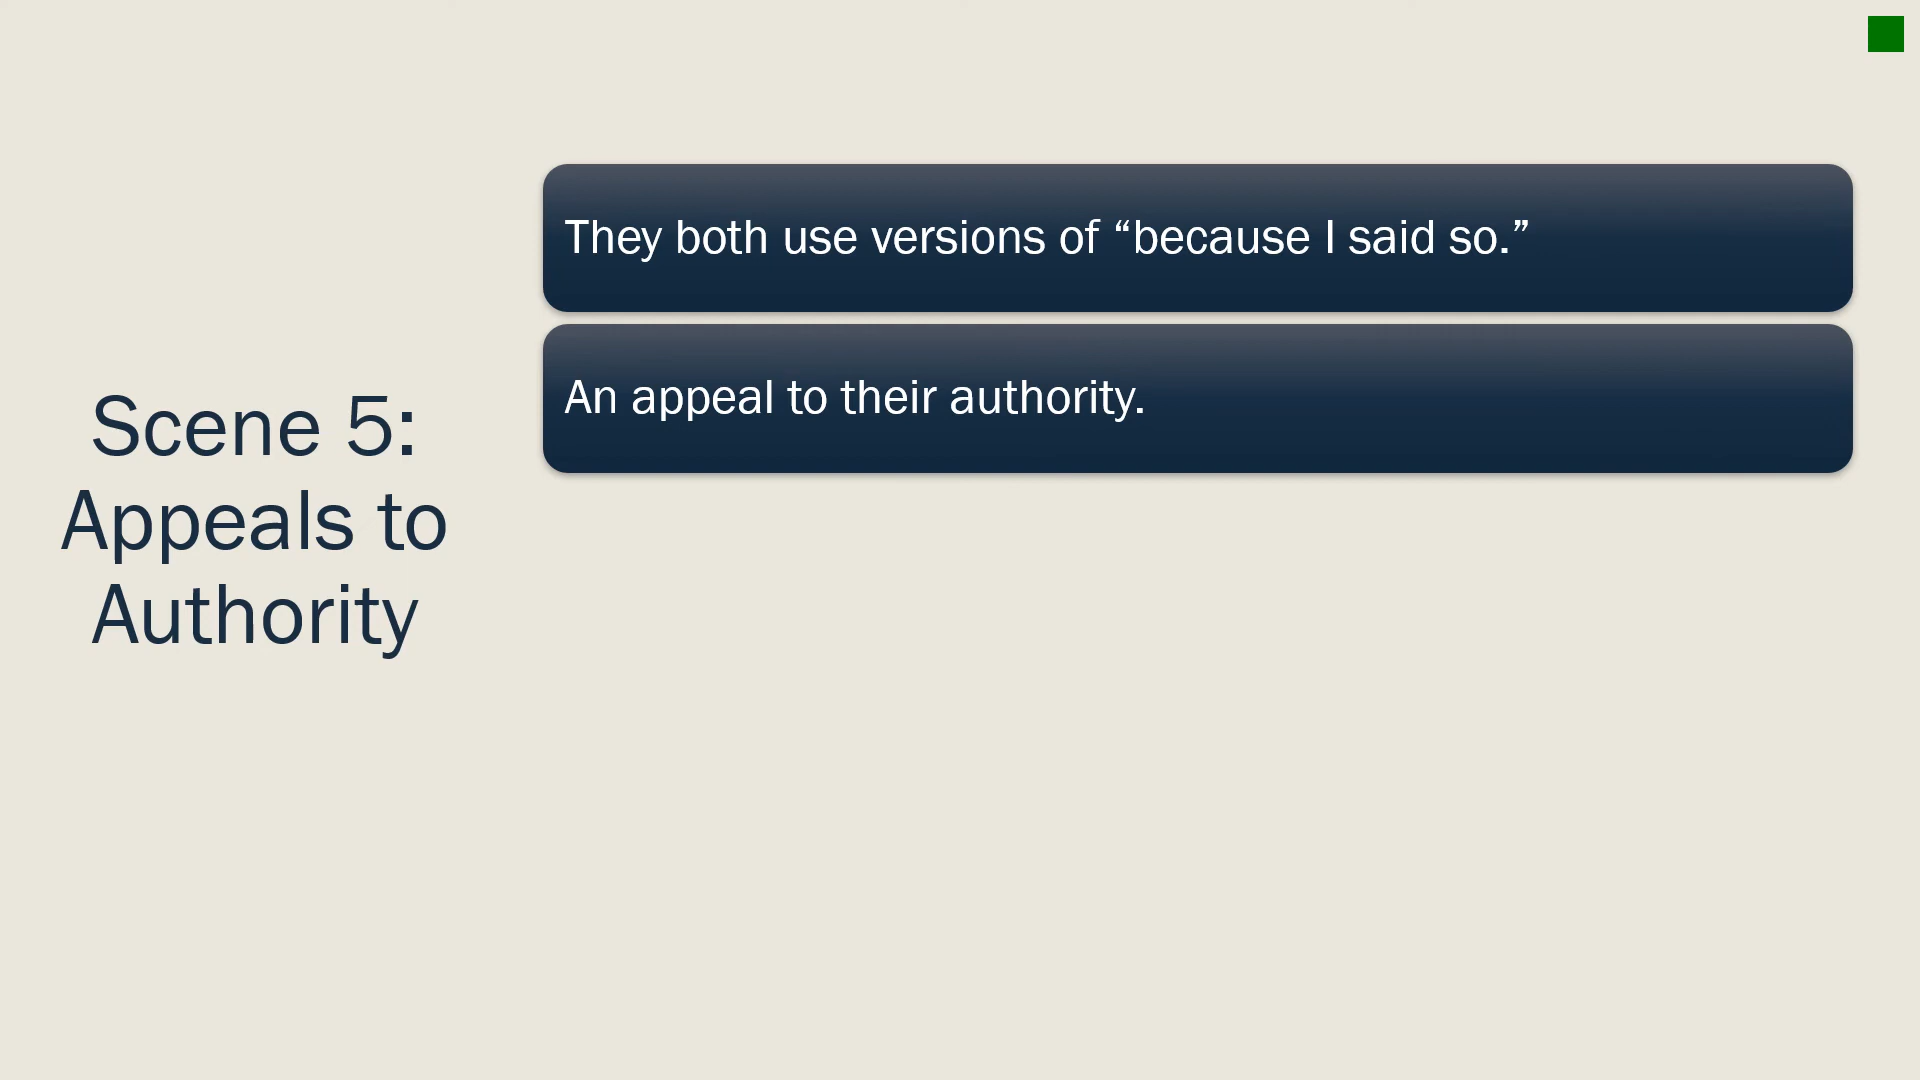 Scene 5:
Appeals to
Authority
They both use versions of “because I said so.”
An appeal to their authority.